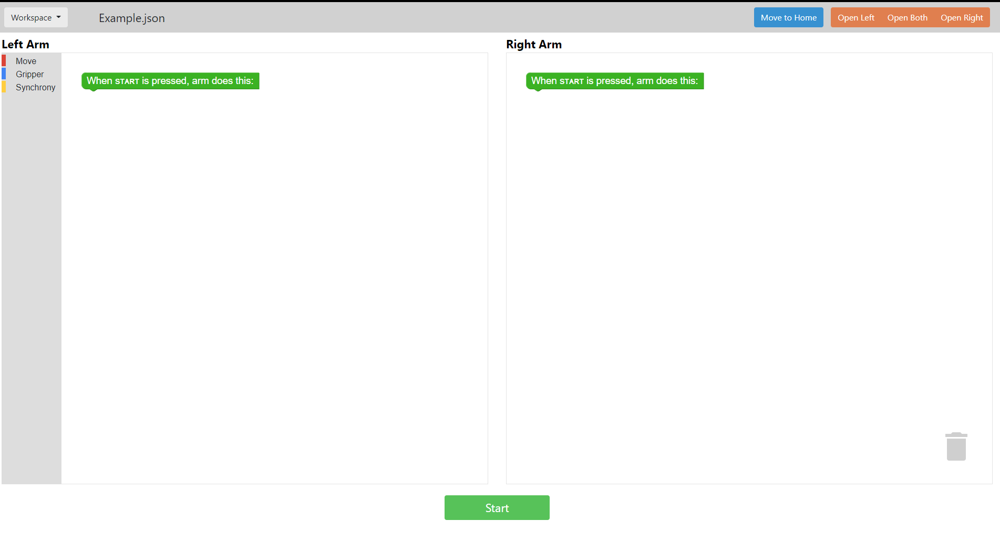 Workspace
Example.json
Move to Home
Open Left
Open Both
Open Right
Left Arm
Right Arm
Move
Gripper
Synchrony
When START is pressed, arm does this:
When START is pressed, arm does this:
Start